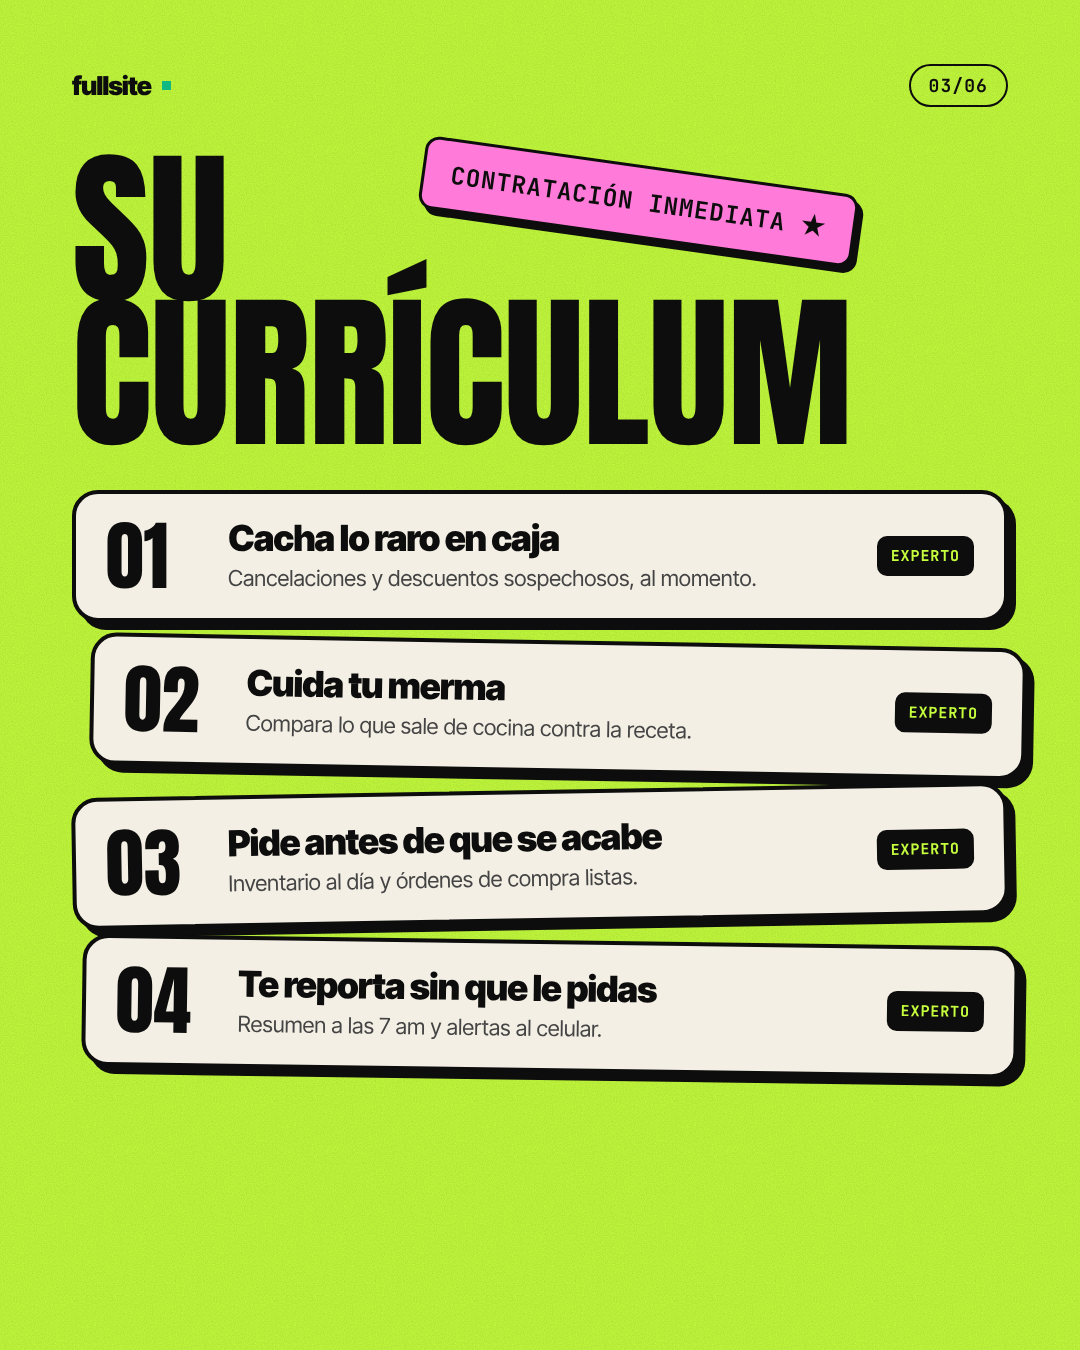 fullsite
03/06
SU
CONTRATACIÓN INMEDIATA ★
CURRÍCULUM
01
Cacha lo raro en caja
Cancelaciones y descuentos sospechosos, al momento.
EXPERTO
02
Cuida tu merma
Compara lo que sale de cocina contra la receta.
EXPERTO
03
Pide antes de que se acabe
Inventario al día y órdenes de compra listas.
EXPERTO
04
Te reporta sin que le pidas
Resumen a las 7 am y alertas al celular.
EXPERTO